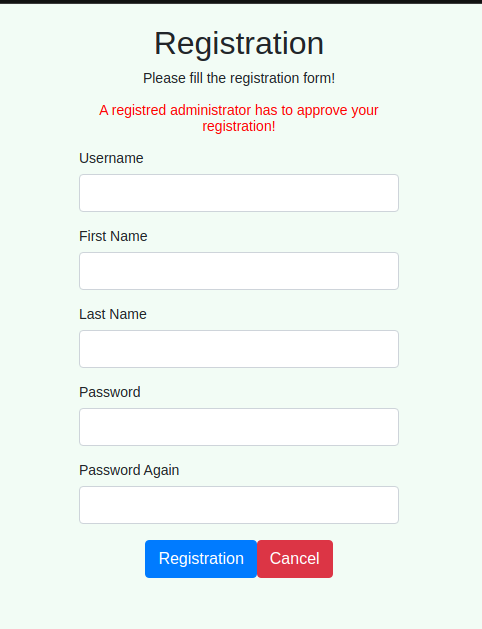 Registration
Please fill the registration form!
A registred administrator has to approve your
registration!
Username
First Name
Last Name
Password
Password Again
Registration Cancel